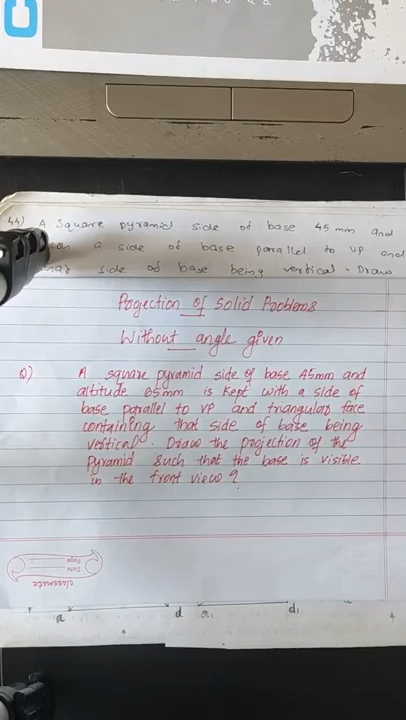 44) A Square pyramid side of base 45 mm and
a side of base parallel to VP and
side of base being vertical. Draw
Projection of Solid Problems
Without angle given
Q) A square pyramid side of base 45mm and
altitude 65mm is kept with a side of
base parallel to VP and triangular face
containing that side of base being
vertical. Draw the projection of the
Pyramid such that the base is visible
in the front view?
classmate
Date
Page
a d a₁ d₁